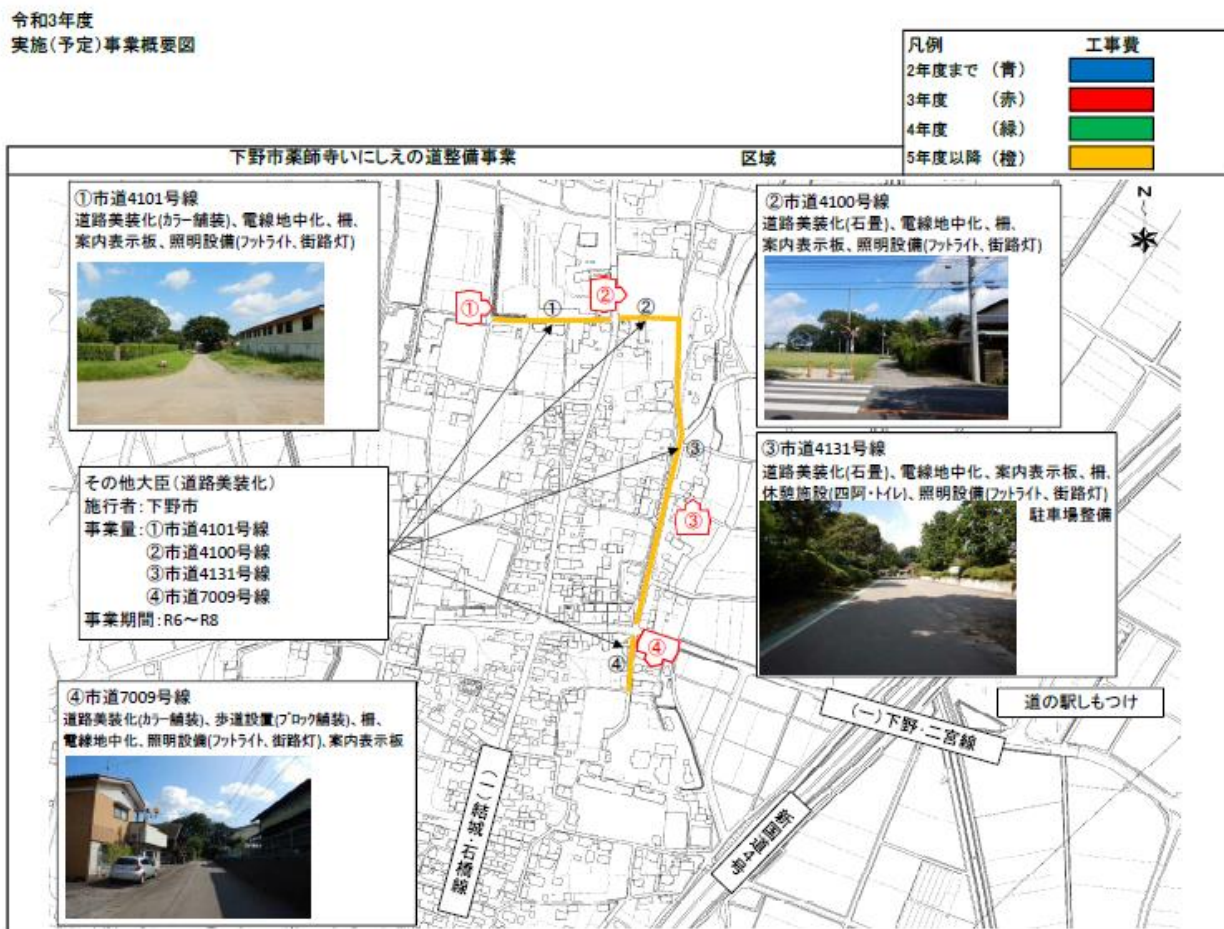 令和3年度
実施(予定)事業概要図
凡例 工事費
2年度まで (青)
3年度 (赤)
4年度 (緑)
5年度以降 (橙)
下野市薬師寺いにしえの道整備事業 区域
①市道4101号線
道路美装化(カラー舗装)、電線地中化、柵、
案内表示板、照明設備(フットライト、街路灯)
②市道4100号線
道路美装化(石畳)、電線地中化、柵、
案内表示板、照明設備(フットライト、街路灯)
N
①
①
②
②
③市道4131号線
道路美装化(石畳)、電線地中化、案内表示板、柵、
休憩施設(四阿・トイレ)、照明設備(フットライト、街路灯)
駐車場整備
③
③
その他大臣(道路美装化)
施行者:下野市
事業量:①市道4101号線
②市道4100号線
③市道4131号線
④市道7009号線
事業期間:R6~R8
④
④
④市道7009号線
道路美装化(カラー舗装)、歩道設置(ブロック舗装)、柵、
電線地中化、照明設備(フットライト、街路灯)、案内表示板
道の駅しもつけ
(一)下野・二宮線
(一)結城・石橋線
新国道4号